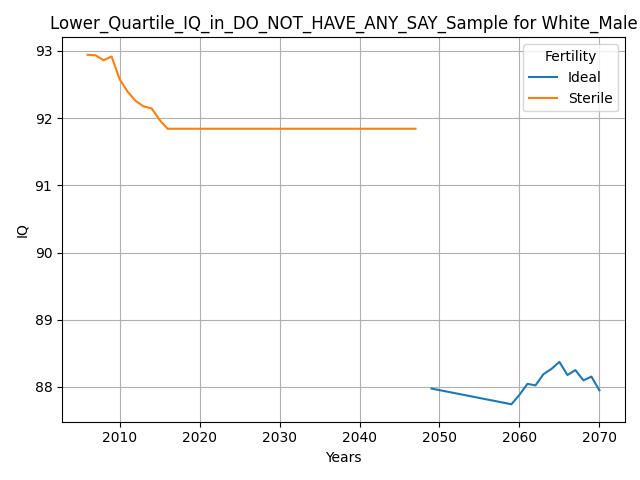 Lower_Quartile_IQ_in_DO_NOT_HAVE_ANY_SAY_Sample for White_Male
93
92
91
90
89
88
IQ
Fertility
Ideal
Sterile
2010 2020 2030 2040 2050 2060 2070
Years